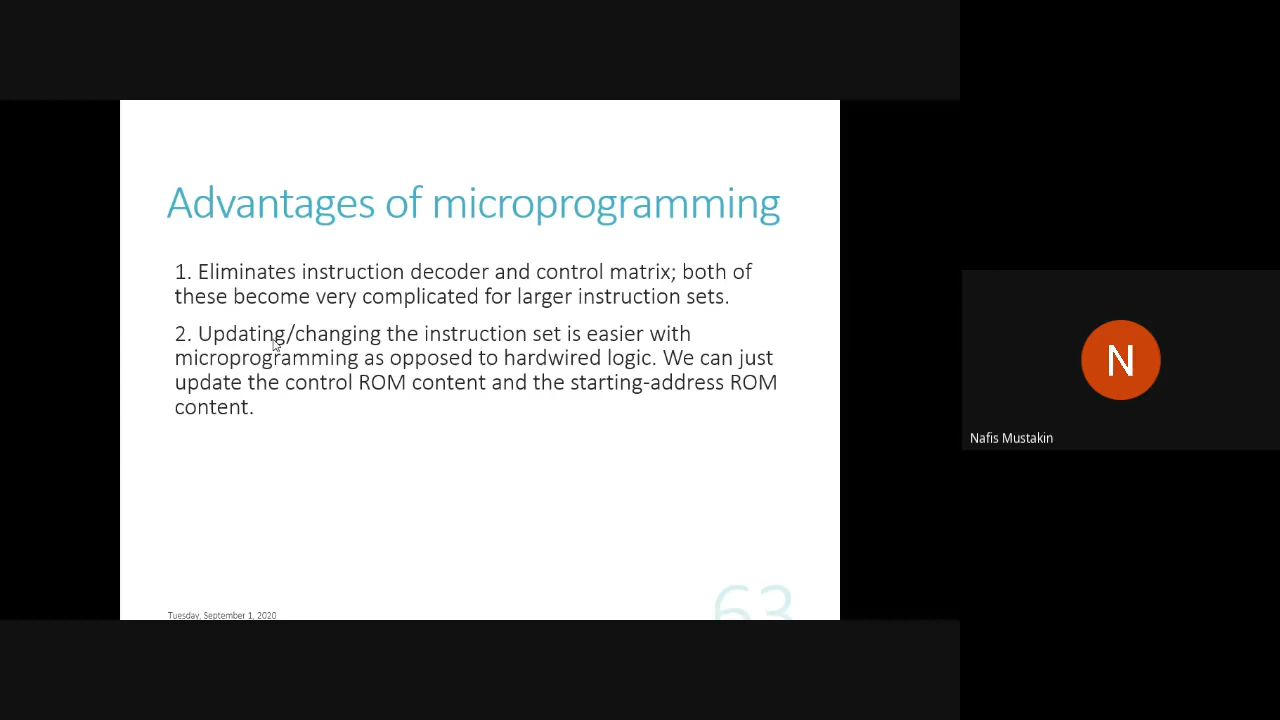 Advantages of microprogramming
1. Eliminates instruction decoder and control matrix; both of
these become very complicated for larger instruction sets.
2. Updating/changing the instruction set is easier with
microprogramming as opposed to hardwired logic. We can just
update the control ROM content and the starting-address ROM
content.
Tuesday, September 1, 2020
63
N
Nafis Mustakin